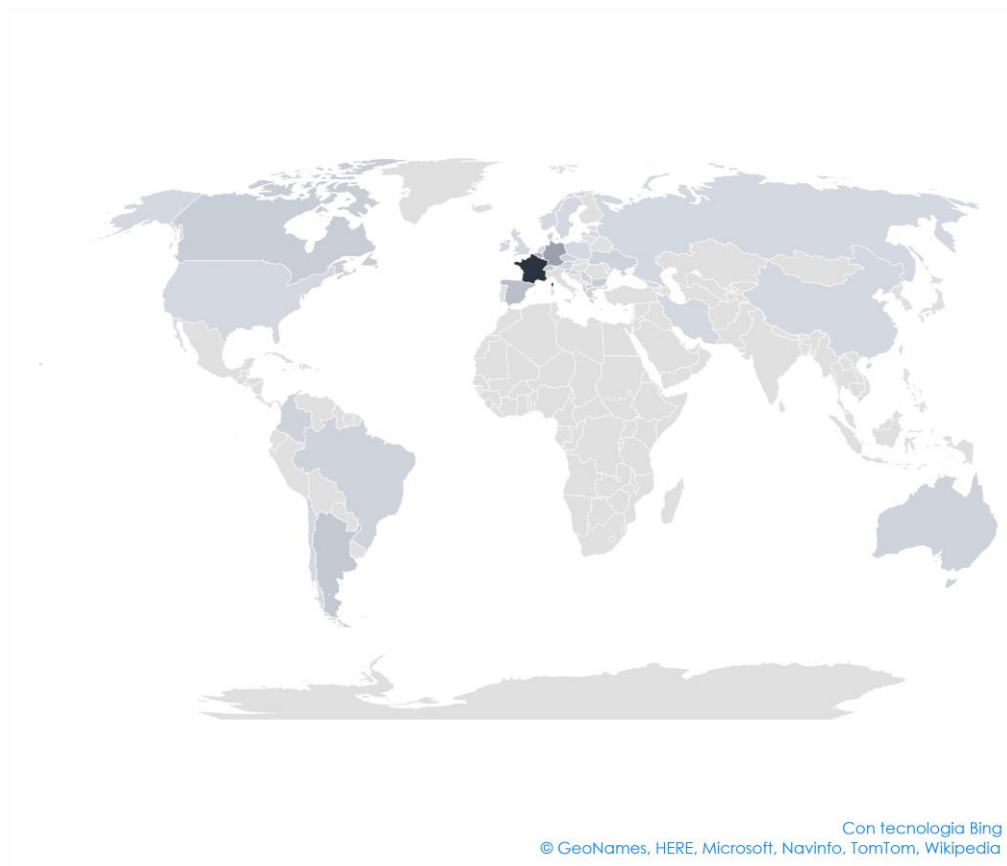 Con tecnologia Bing
© GeoNames, HERE, Microsoft, Navinfo, TomTom, Wikipedia